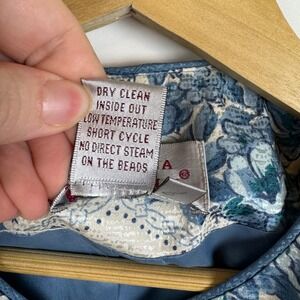 DRY CLEAN
INSIDE OUT
LOW TEMPERATURE
SHORT CYCLE
NO DIRECT STEAM
ON THE BEADS
A